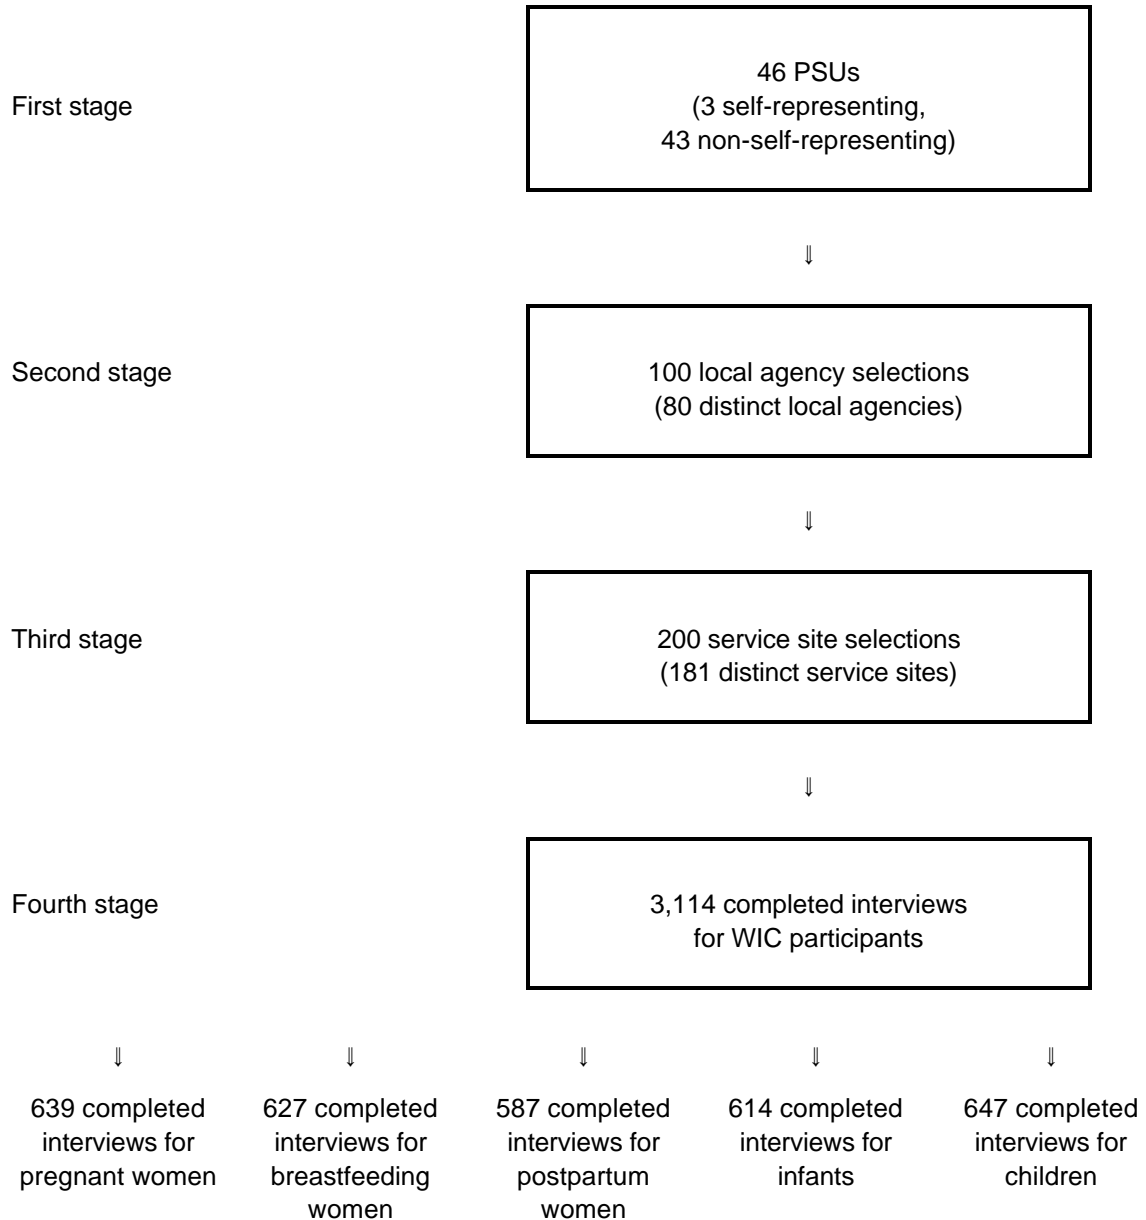 First stage
46 PSUs
(3 self-representing,
43 non-self-representing)
⇓
Second stage
100 local agency selections
(80 distinct local agencies)
⇓
Third stage
200 service site selections
(181 distinct service sites)
⇓
Fourth stage
3,114 completed interviews
for WIC participants
⇓ ⇓ ⇓ ⇓ ⇓
639 completed
interviews for
pregnant women
627 completed
interviews for
breastfeeding
women
587 completed
interviews for
postpartum
women
614 completed
interviews for
infants
647 completed
interviews for
children